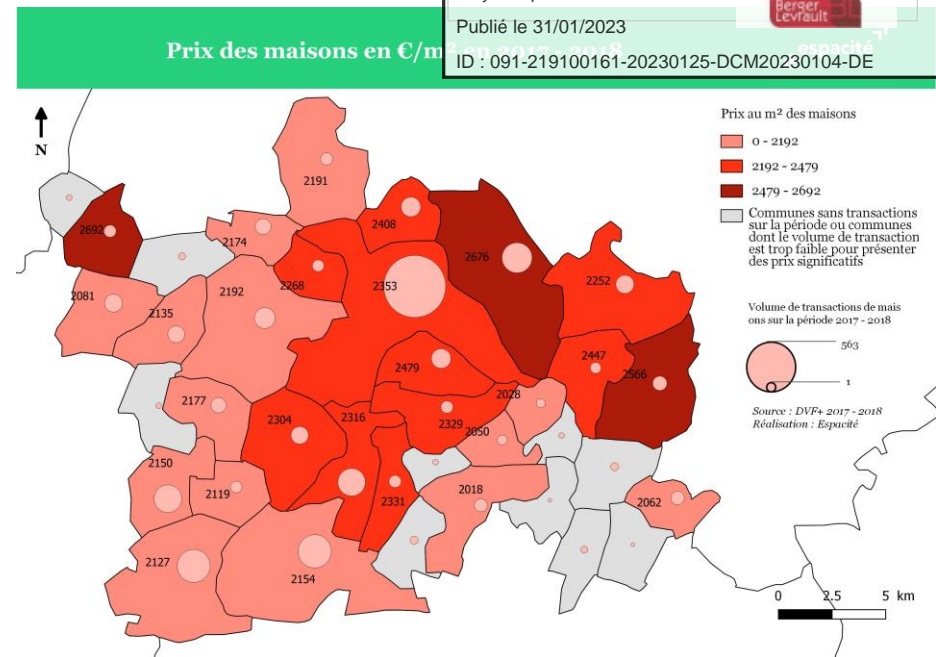 Publié le 31/01/2023
ID : 091-219100161-20230125-DCM20230104-DE
Berger
Levrault
Prix des maisons en €/m² en 2017 - 2018
espacité
N
Prix au m² des maisons
0 - 2192
2192 - 2479
2479 - 2692
Communes sans transactions
sur la période ou communes
dont le volume de transaction
est trop faible pour présenter
des prix significatifs
Volume de transactions de mais
ons sur la période 2017 - 2018
563
1
Source : DVF+ 2017 - 2018
Réalisation : Espacité
2191
2408
2692
2174
2676
2268
2353
2252
2081
2192
2135
2447
2479
2566
2177
2028
2304
2316
2329
2050
2150
2119
2331
2018
2062
2127
2154
0
2.5
5 km